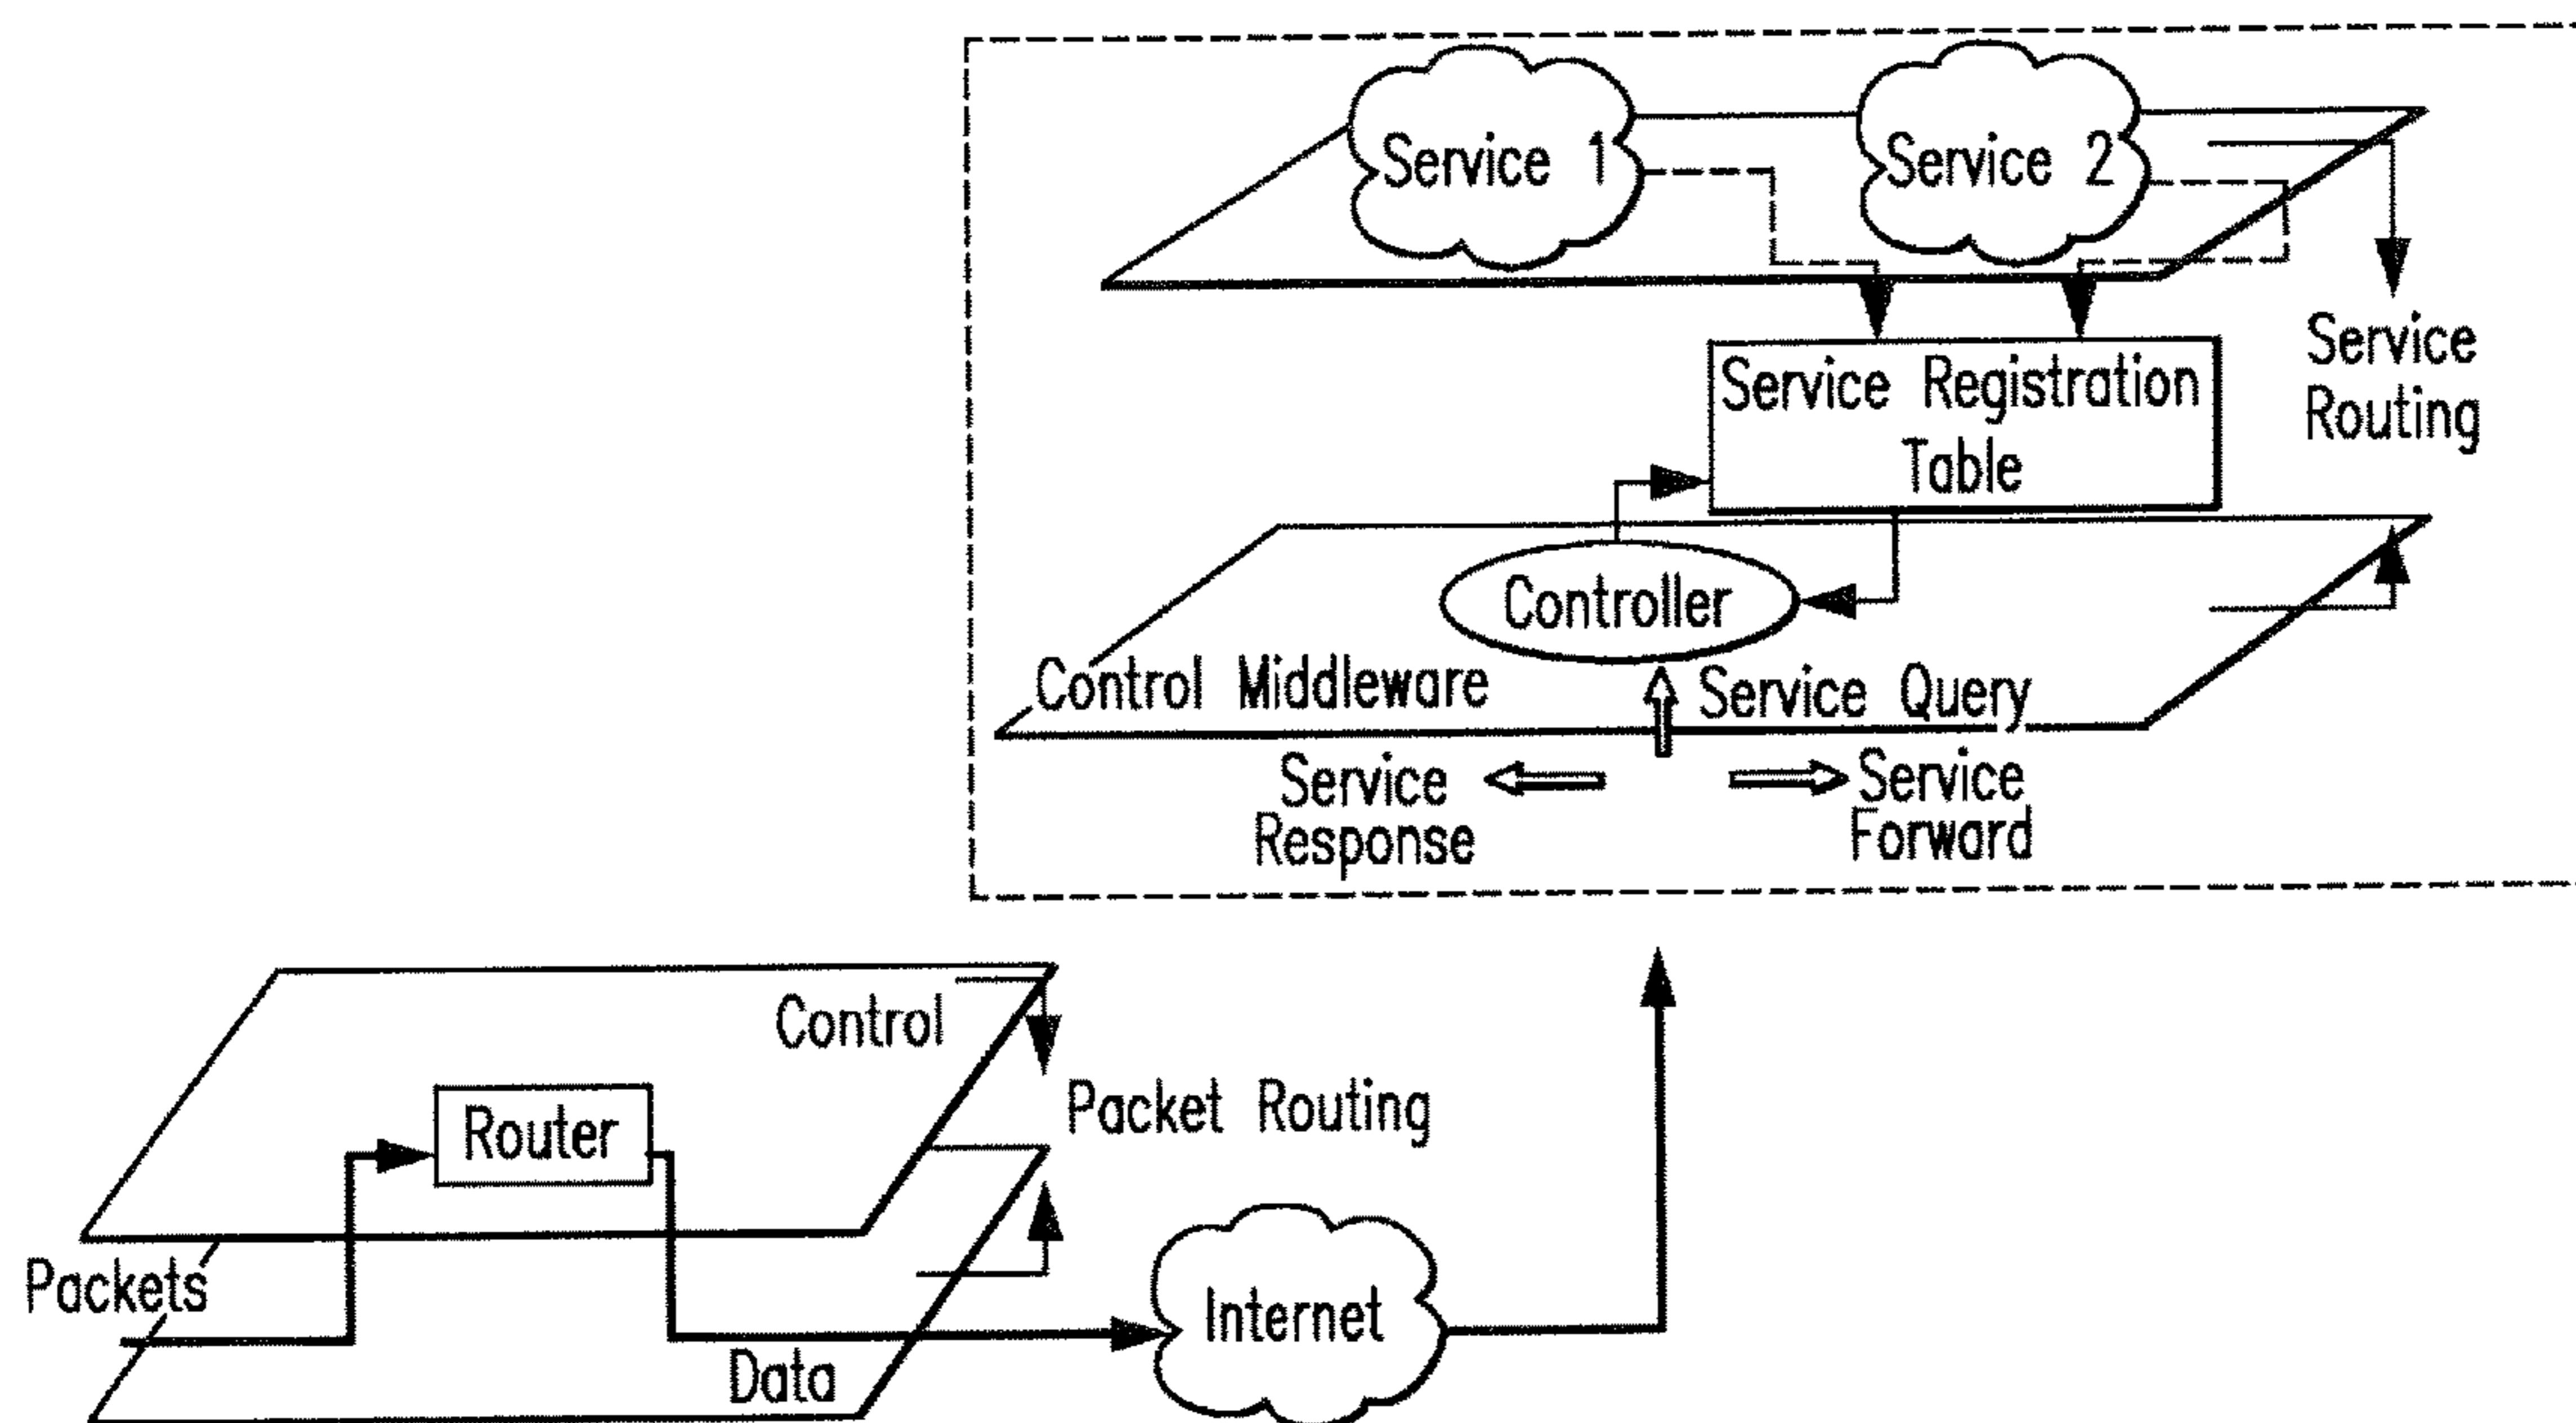 Service 1
Service 2
Service
Routing
Service Registration
Table
Controller
Control Middleware
Service Query
Service
Response
Service
Forward
Control
Router
Packet Routing
Packets
Internet
Data